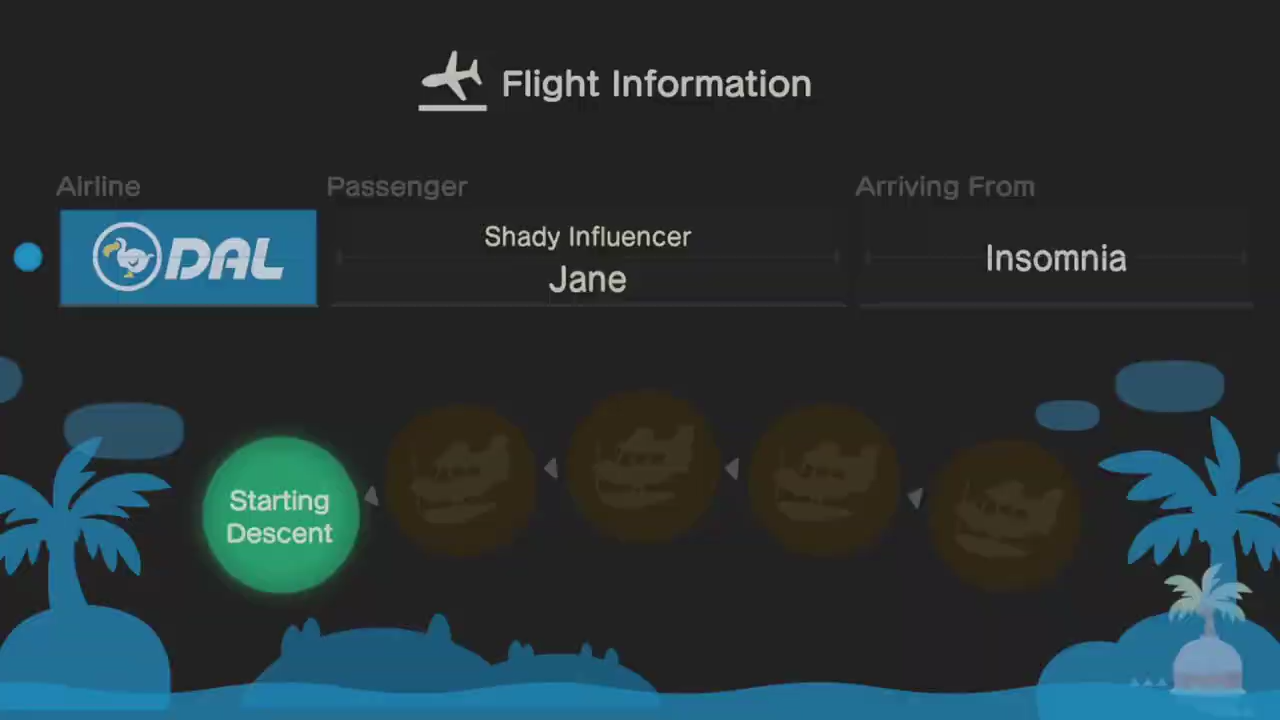 Flight Information
Airline
Passenger
Arriving From
DAL
Shady Influencer
Jane
Insomnia
Starting
Descent